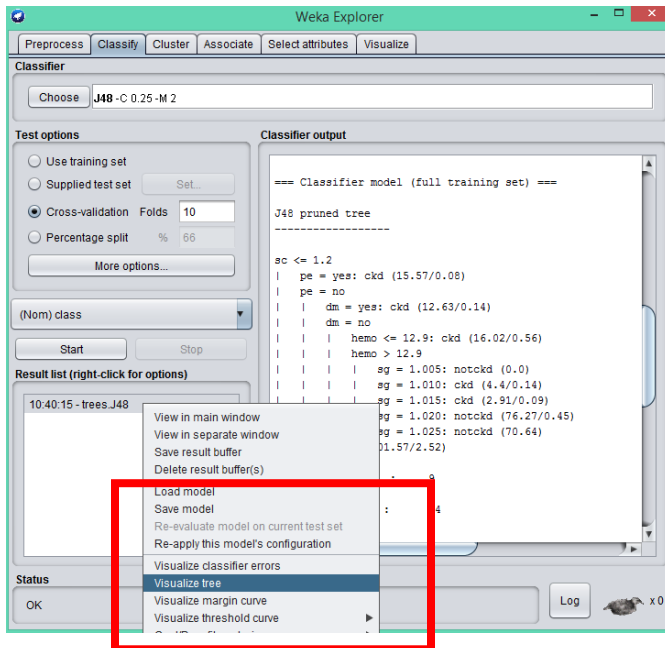 Weka Explorer
Preprocess Classify Cluster Associate Select attributes Visualize
Classifier
Choose J48 -C 0.25 -M 2
Test options
Use training set
Supplied test set Set...
Cross-validation Folds 10
Percentage split % 66
More options...
(Nom) class
Start Stop
Result list (right-click for options)
10:40:15 - trees.J48
Classifier output
=== Classifier model (full training set) ===
J48 pruned tree
------------------
sc <= 1.2
| pe = yes: ckd (15.57/0.08)
| pe = no
| | dm = yes: ckd (12.63/0.14)
| | dm = no
| | | hemo <= 12.9: ckd (16.02/0.56)
| | | hemo > 12.9
| | | | sg = 1.005: notckd (0.0)
| | | | sg = 1.010: ckd (4.4/0.14)
| | | | sg = 1.015: ckd (2.91/0.09)
sg = 1.020: notckd (76.27/0.45)
sg = 1.025: notckd (70.64)
01.57/2.52)
: 9
: 4
View in main window
View in separate window
Save result buffer
Delete result buffer(s)
Load model
Save model
Re-evaluate model on current test set
Re-apply this model's configuration
Visualize classifier errors
Visualize tree
Visualize margin curve
Visualize threshold curve
Status
OK
Log
x 0